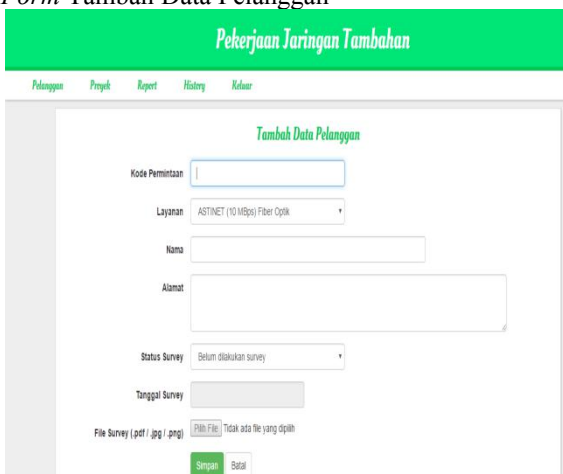 Form Tambah Data Pelanggan
Pekerjaan Jaringan Tambahan
Pelanggan Proyek Report History Keluar
Tambah Data Pelanggan
Kode Permintaan
Layanan ASTINET (10 MBps) Fiber Optik
Nama
Alamat
Status Survey Belum dilakukan survey
Tanggal Survey
File Survey (.pdf / .jpg / .png) Pilih File Tidak ada file yang dipilih
Simpan Batal